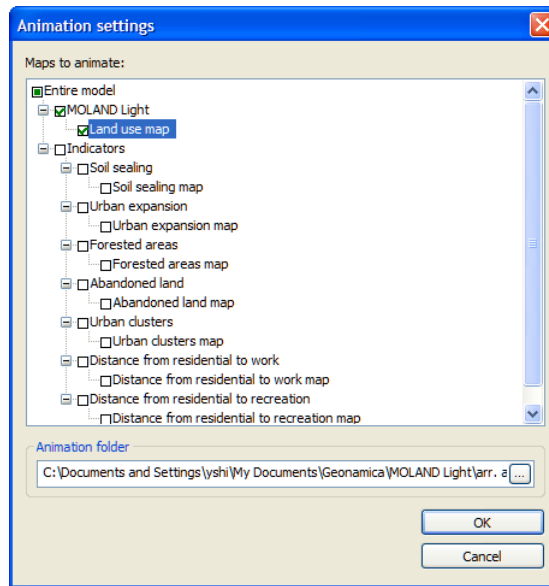 Animation settings
Maps to animate:
Entire model
MOLAND Light
Land use map
Indicators
Soil sealing
Soil sealing map
Urban expansion
Urban expansion map
Forested areas
Forested areas map
Abandoned land
Abandoned land map
Urban clusters
Urban clusters map
Distance from residential to work
Distance from residential to work map
Distance from residential to recreation
Distance from residential to recreation map
Animation folder
C:\Documents and Settings\yshi\My Documents\Geonamica\MOLAND Light\arr. a ...
OK
Cancel